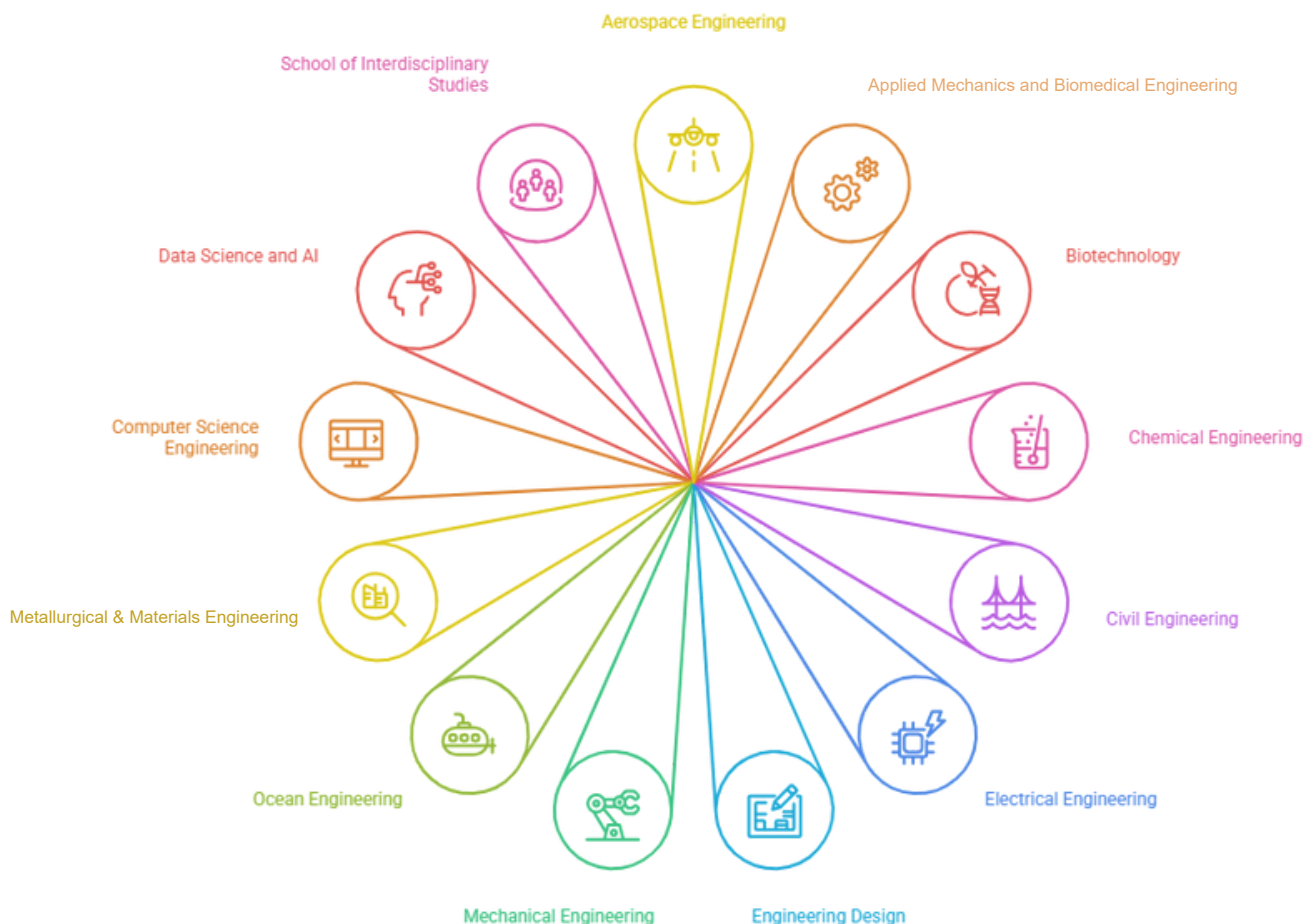 Aerospace Engineering
School of Interdisciplinary
Studies
Applied Mechanics and Biomedical Engineering
Data Science and AI
Biotechnology
Computer Science
Engineering
Chemical Engineering
Metallurgical & Materials Engineering
Civil Engineering
Ocean Engineering
Electrical Engineering
Mechanical Engineering
Engineering Design